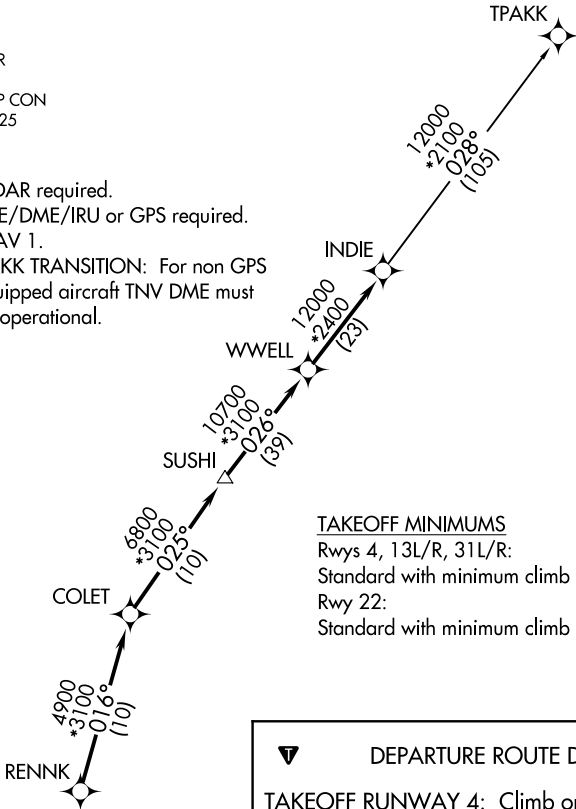 TPAKK
R
P CON
25
12000
*2100
028°
(105)
DAR required.
E/DME/IRU or GPS required.
AV 1.
AKK TRANSITION: For non GPS
uipped aircraft TNV DME must
operational.
INDIE
12000
*2400
(23)
WWELL
10700
*3100
026°
(39)
SUSHI
6800
*3100
025°
(10)
TAKEOFF MINIMUMS
Rwys 4, 13L/R, 31L/R:
Standard with minimum climb
Rwy 22:
Standard with minimum climb
COLET
4900
*3100
016°
(10)
RENNK
T
DEPARTURE ROUTE D
TAKEOFF RUNWAY 4: Climb on